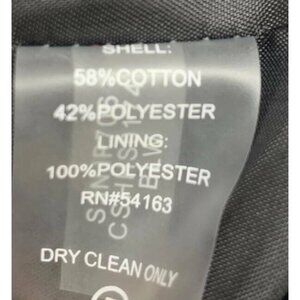 SHELL:
58%COTTON
42%POLYESTER
LINING:
100%POLYESTER
RN#54163
DRY CLEAN ONLY